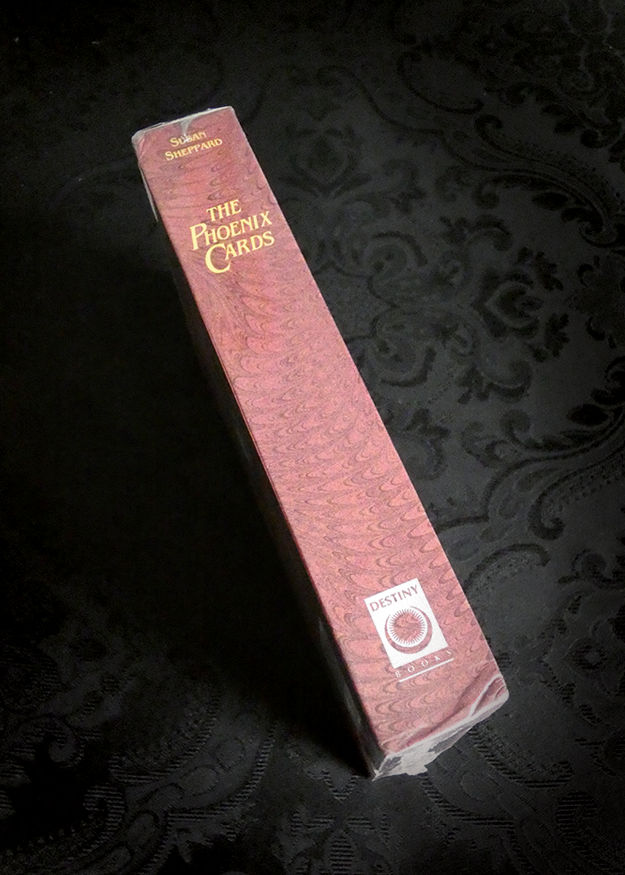 SUSAN
SHEPPARD
THE
PHOENIX
CARDS
DESTINY
BOOKS